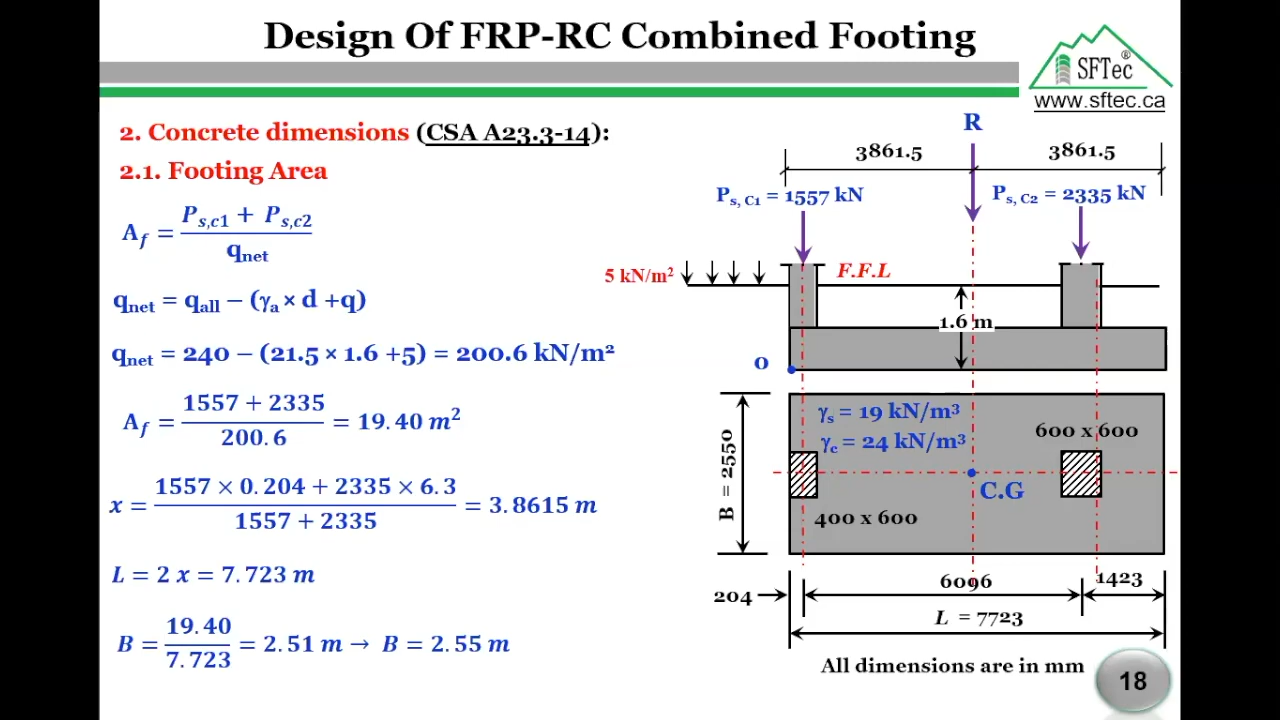 Design Of FRP-RC Combined Footing
SFTec®
www.sftec.ca
2. Concrete dimensions (CSA A23.3-14):
2.1. Footing Area
A_f = (P_{s,c1} + P_{s,c2}) / q_net
q_net = q_all − (γ_a × d +q)
q_net = 240 − (21.5 × 1.6 +5) = 200.6 kN/m²
A_f = (1557 + 2335) / 200.6 = 19.40 m²
x = (1557 × 0.204 + 2335 × 6.3) / (1557 + 2335) = 3.8615 m
L = 2 x = 7.723 m
B = 19.40 / 7.723 = 2.51 m → B = 2.55 m
R
3861.5
3861.5
P_{s, C1} = 1557 kN
P_{s, C2} = 2335 kN
5 kN/m²
F.F.L
1.6 m
o
γ_s = 19 kN/m³
γ_c = 24 kN/m³
600 x 600
B = 2550
C.G
400 x 600
204
6096
1423
L = 7723
All dimensions are in mm
18